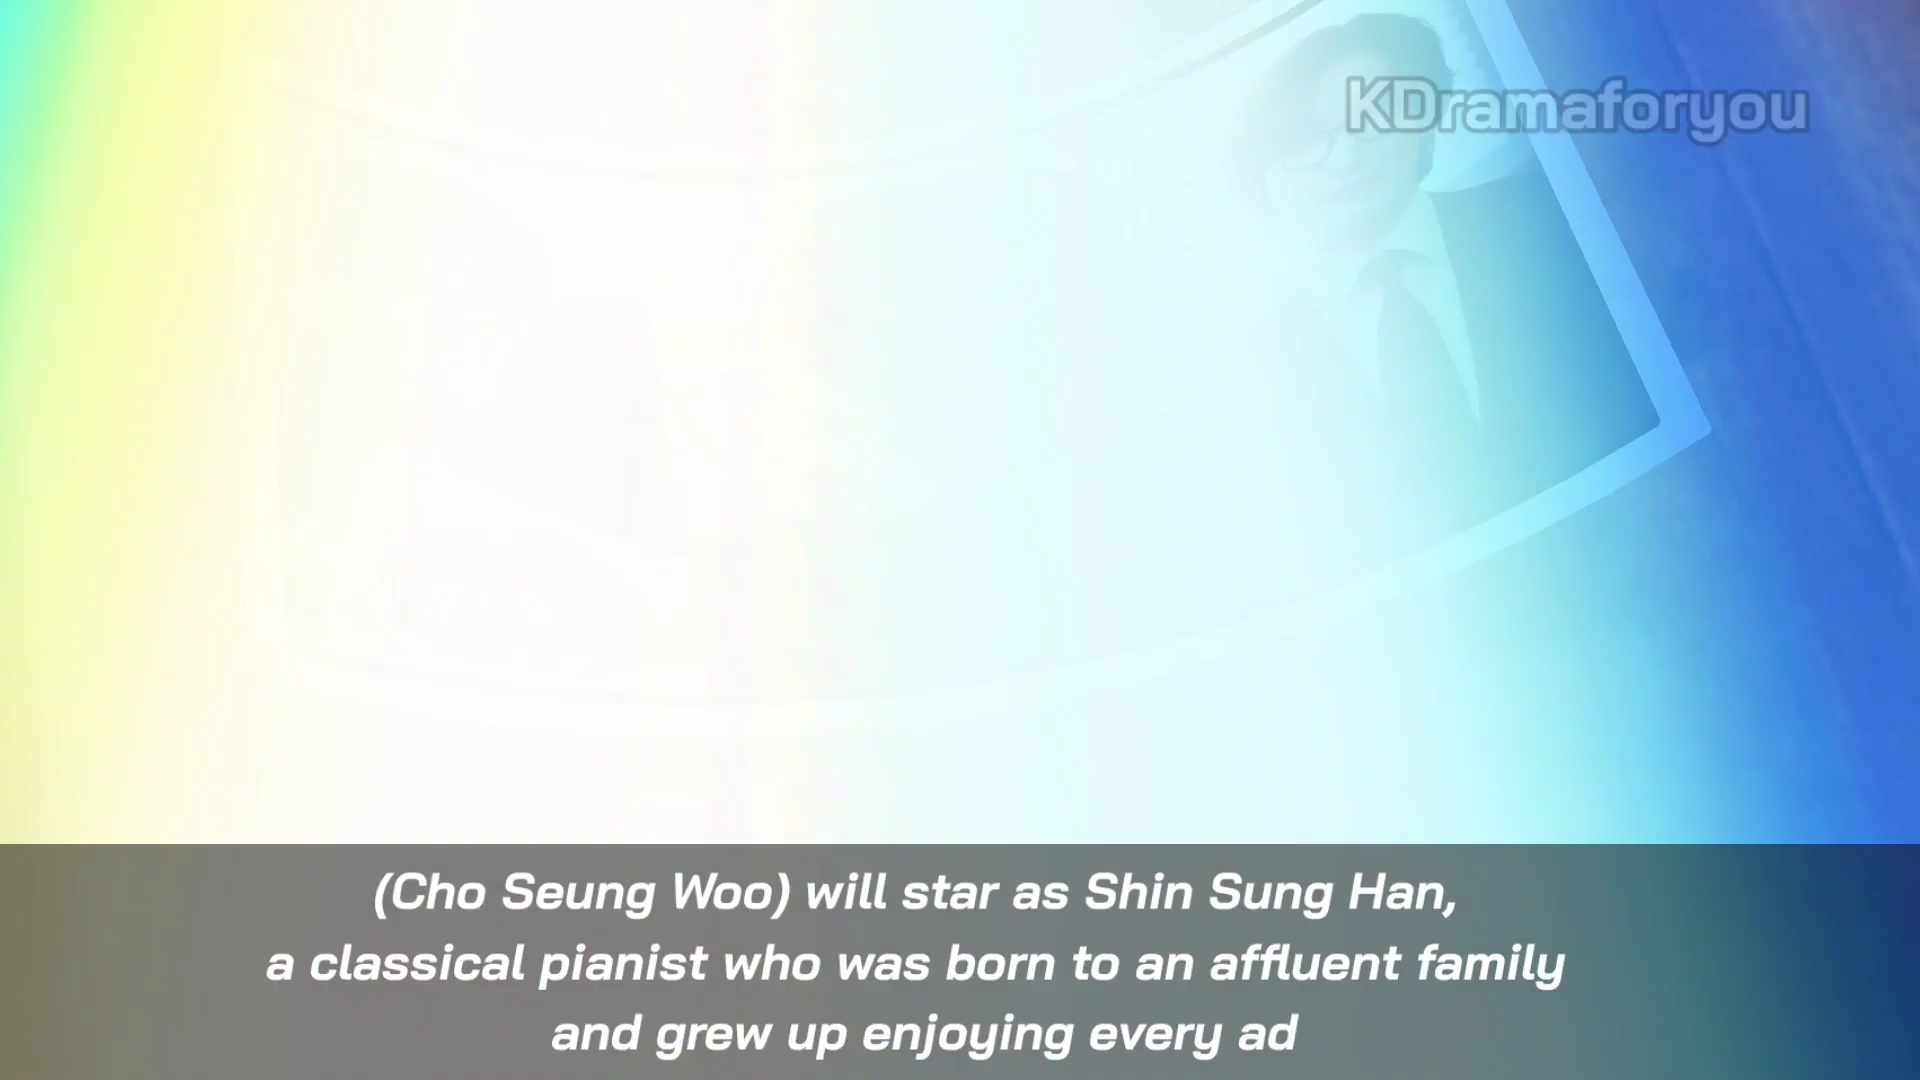 KDramaforyou
(Cho Seung Woo) will star as Shin Sung Han,
a classical pianist who was born to an affluent family
and grew up enjoying every ad